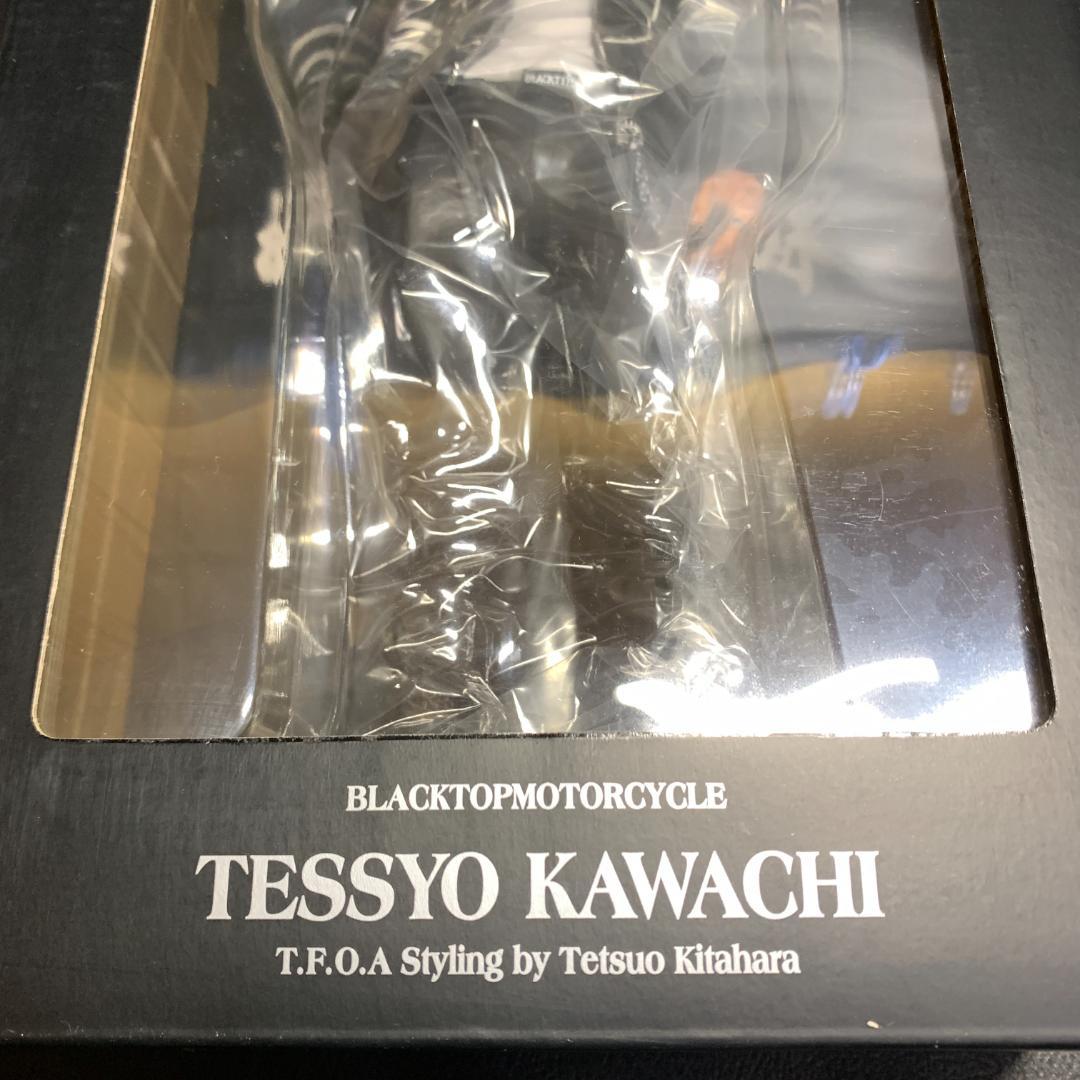 BLACKTOPMOTORCYCLE
TESSYO KAWACHI
T.F.O.A Styling by Tetsuo Kitahara